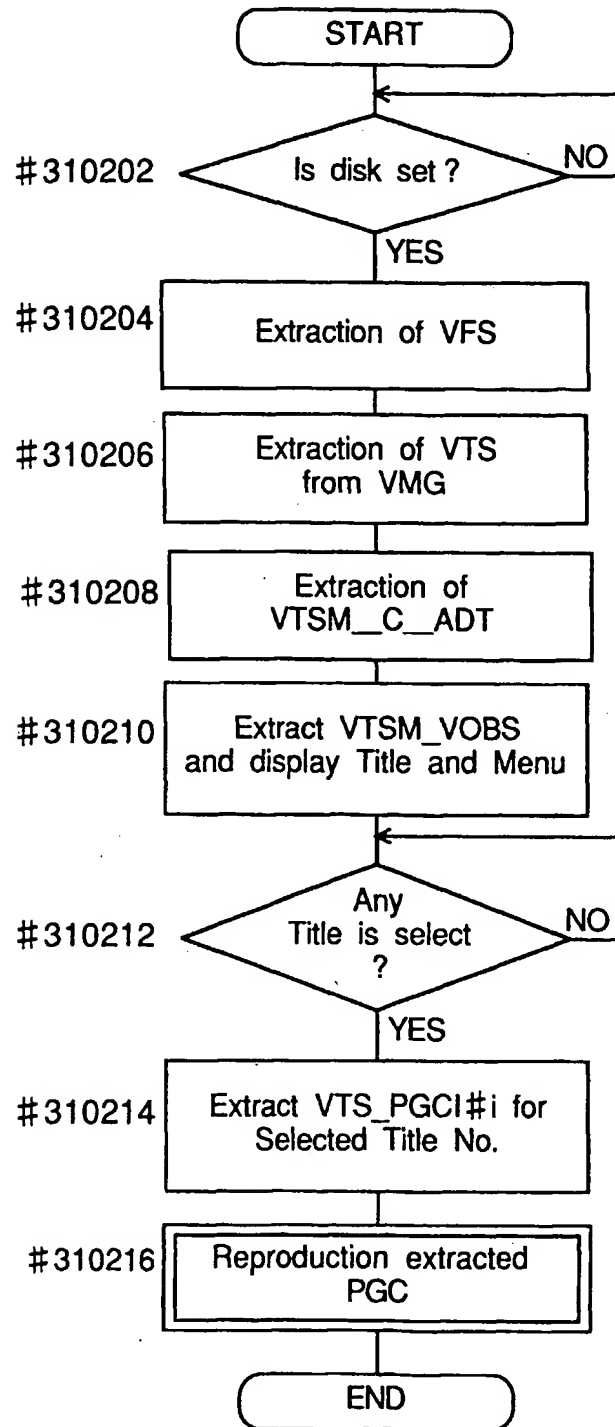 START
#310202
Is disk set ?
NO
YES
#310204
Extraction of VFS
#310206
Extraction of VTS
from VMG
#310208
Extraction of
VTSM__C__ADT
#310210
Extract VTSM_VOBS
and display Title and Menu
#310212
Any
Title is select
?
NO
YES
#310214
Extract VTS_PGCI#i for
Selected Title No.
#310216
Reproduction extracted
PGC
END